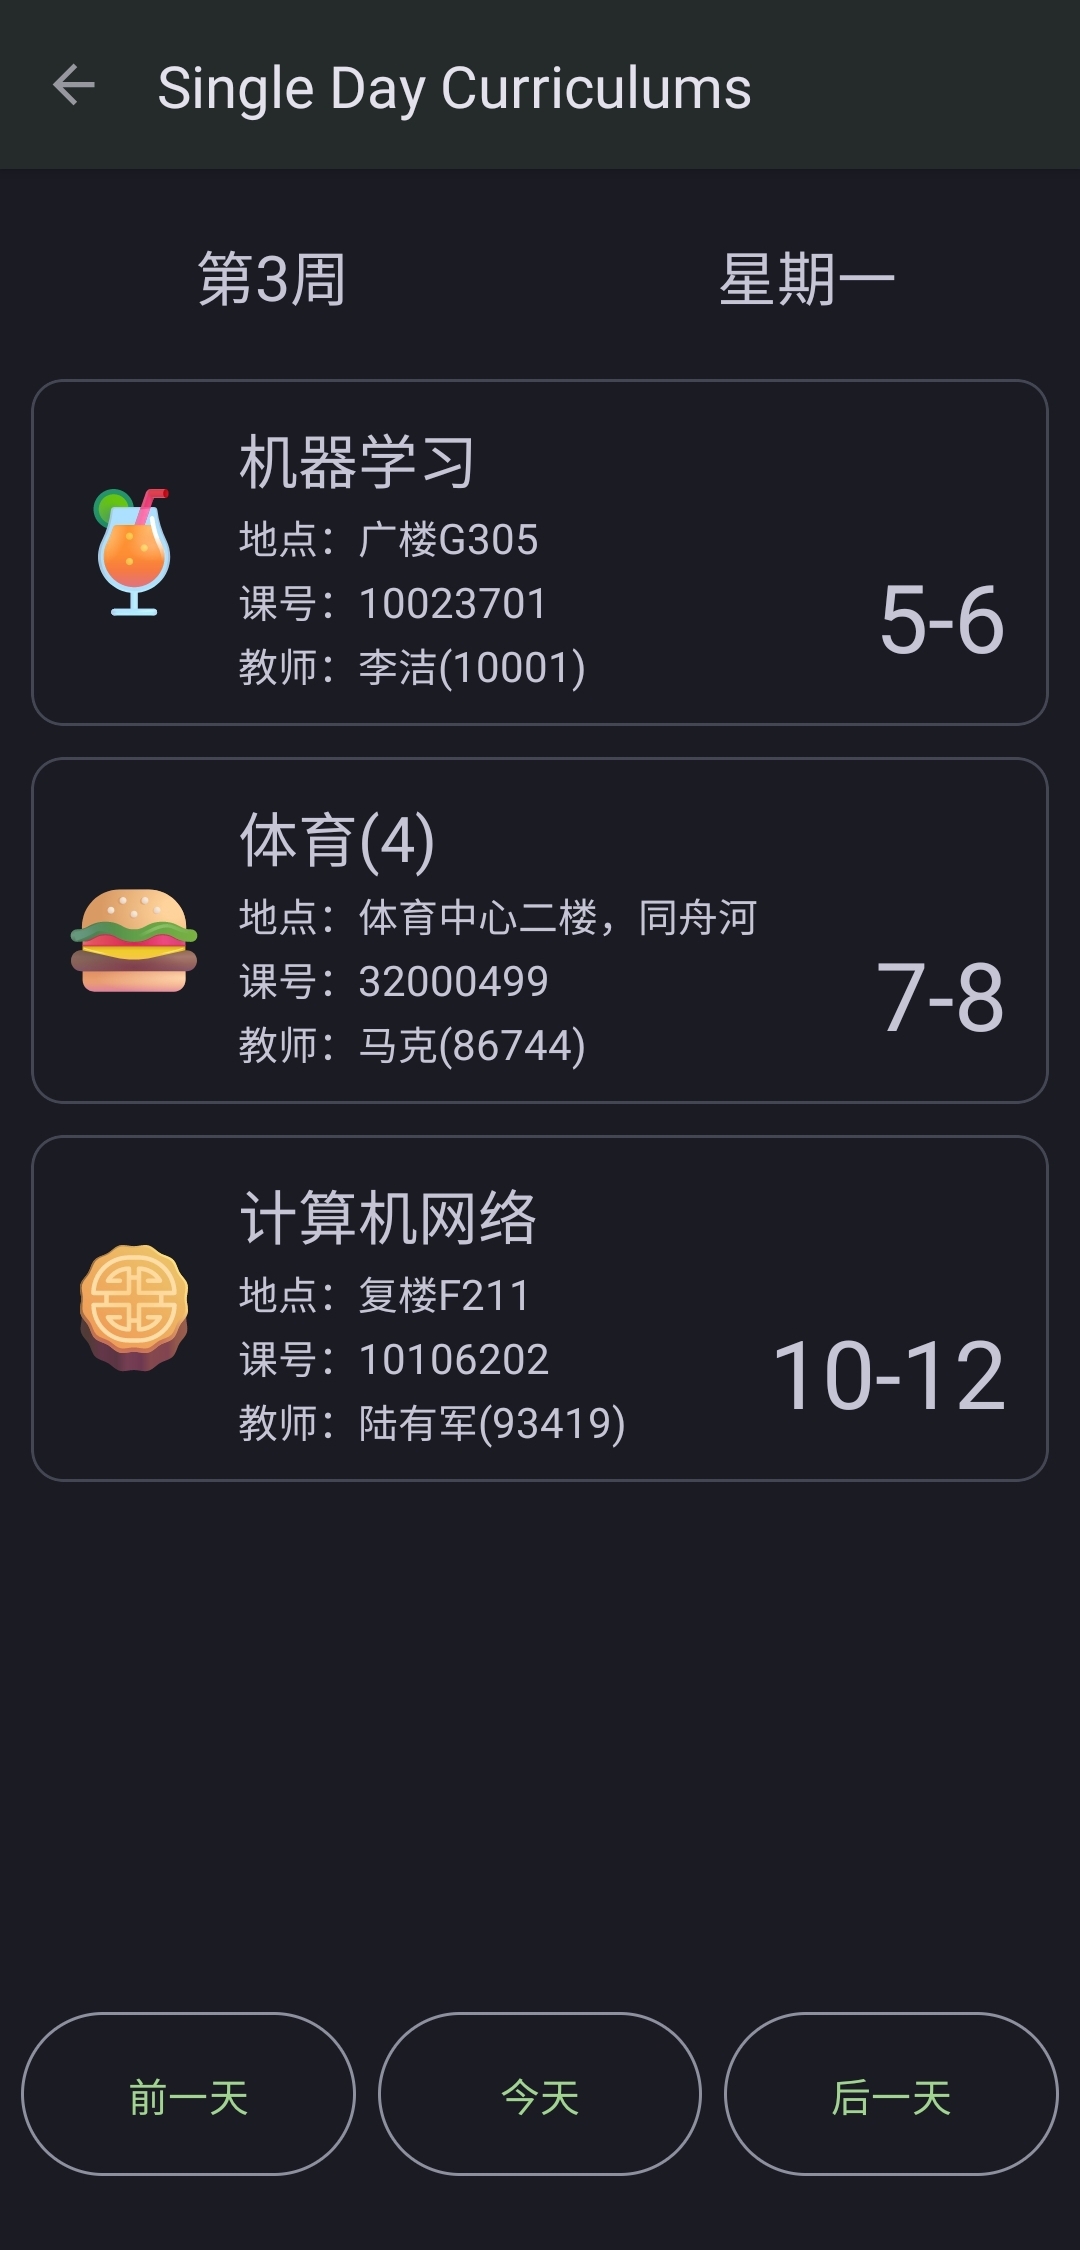 Single Day Curriculums
第3周
星期一
机器学习
地点：广楼G305
课号：10023701
教师：李洁(10001)
5-6
体育(4)
地点：体育中心二楼，同舟河
课号：32000499
教师：马克(86744)
7-8
计算机网络
地点：复楼F211
课号：10106202
教师：陆有军(93419)
10-12
前一天
今天
后一天